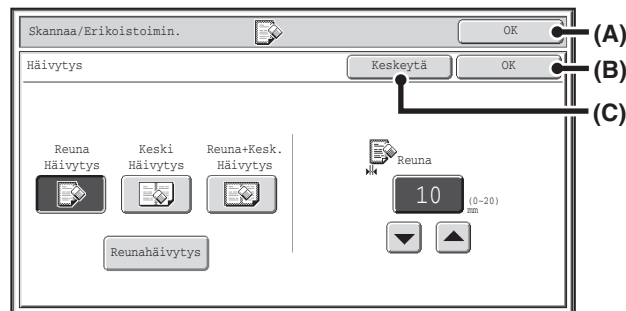 Skannaa/Erikoistoimin.
OK
(A)
Häivytys
Keskeytä
OK
(B)
(C)
Reuna
Häivytys
Keski
Häivytys
Reuna+Kesk.
Häivytys
Reunahäivytys
Reuna
10
(0~20)
mm